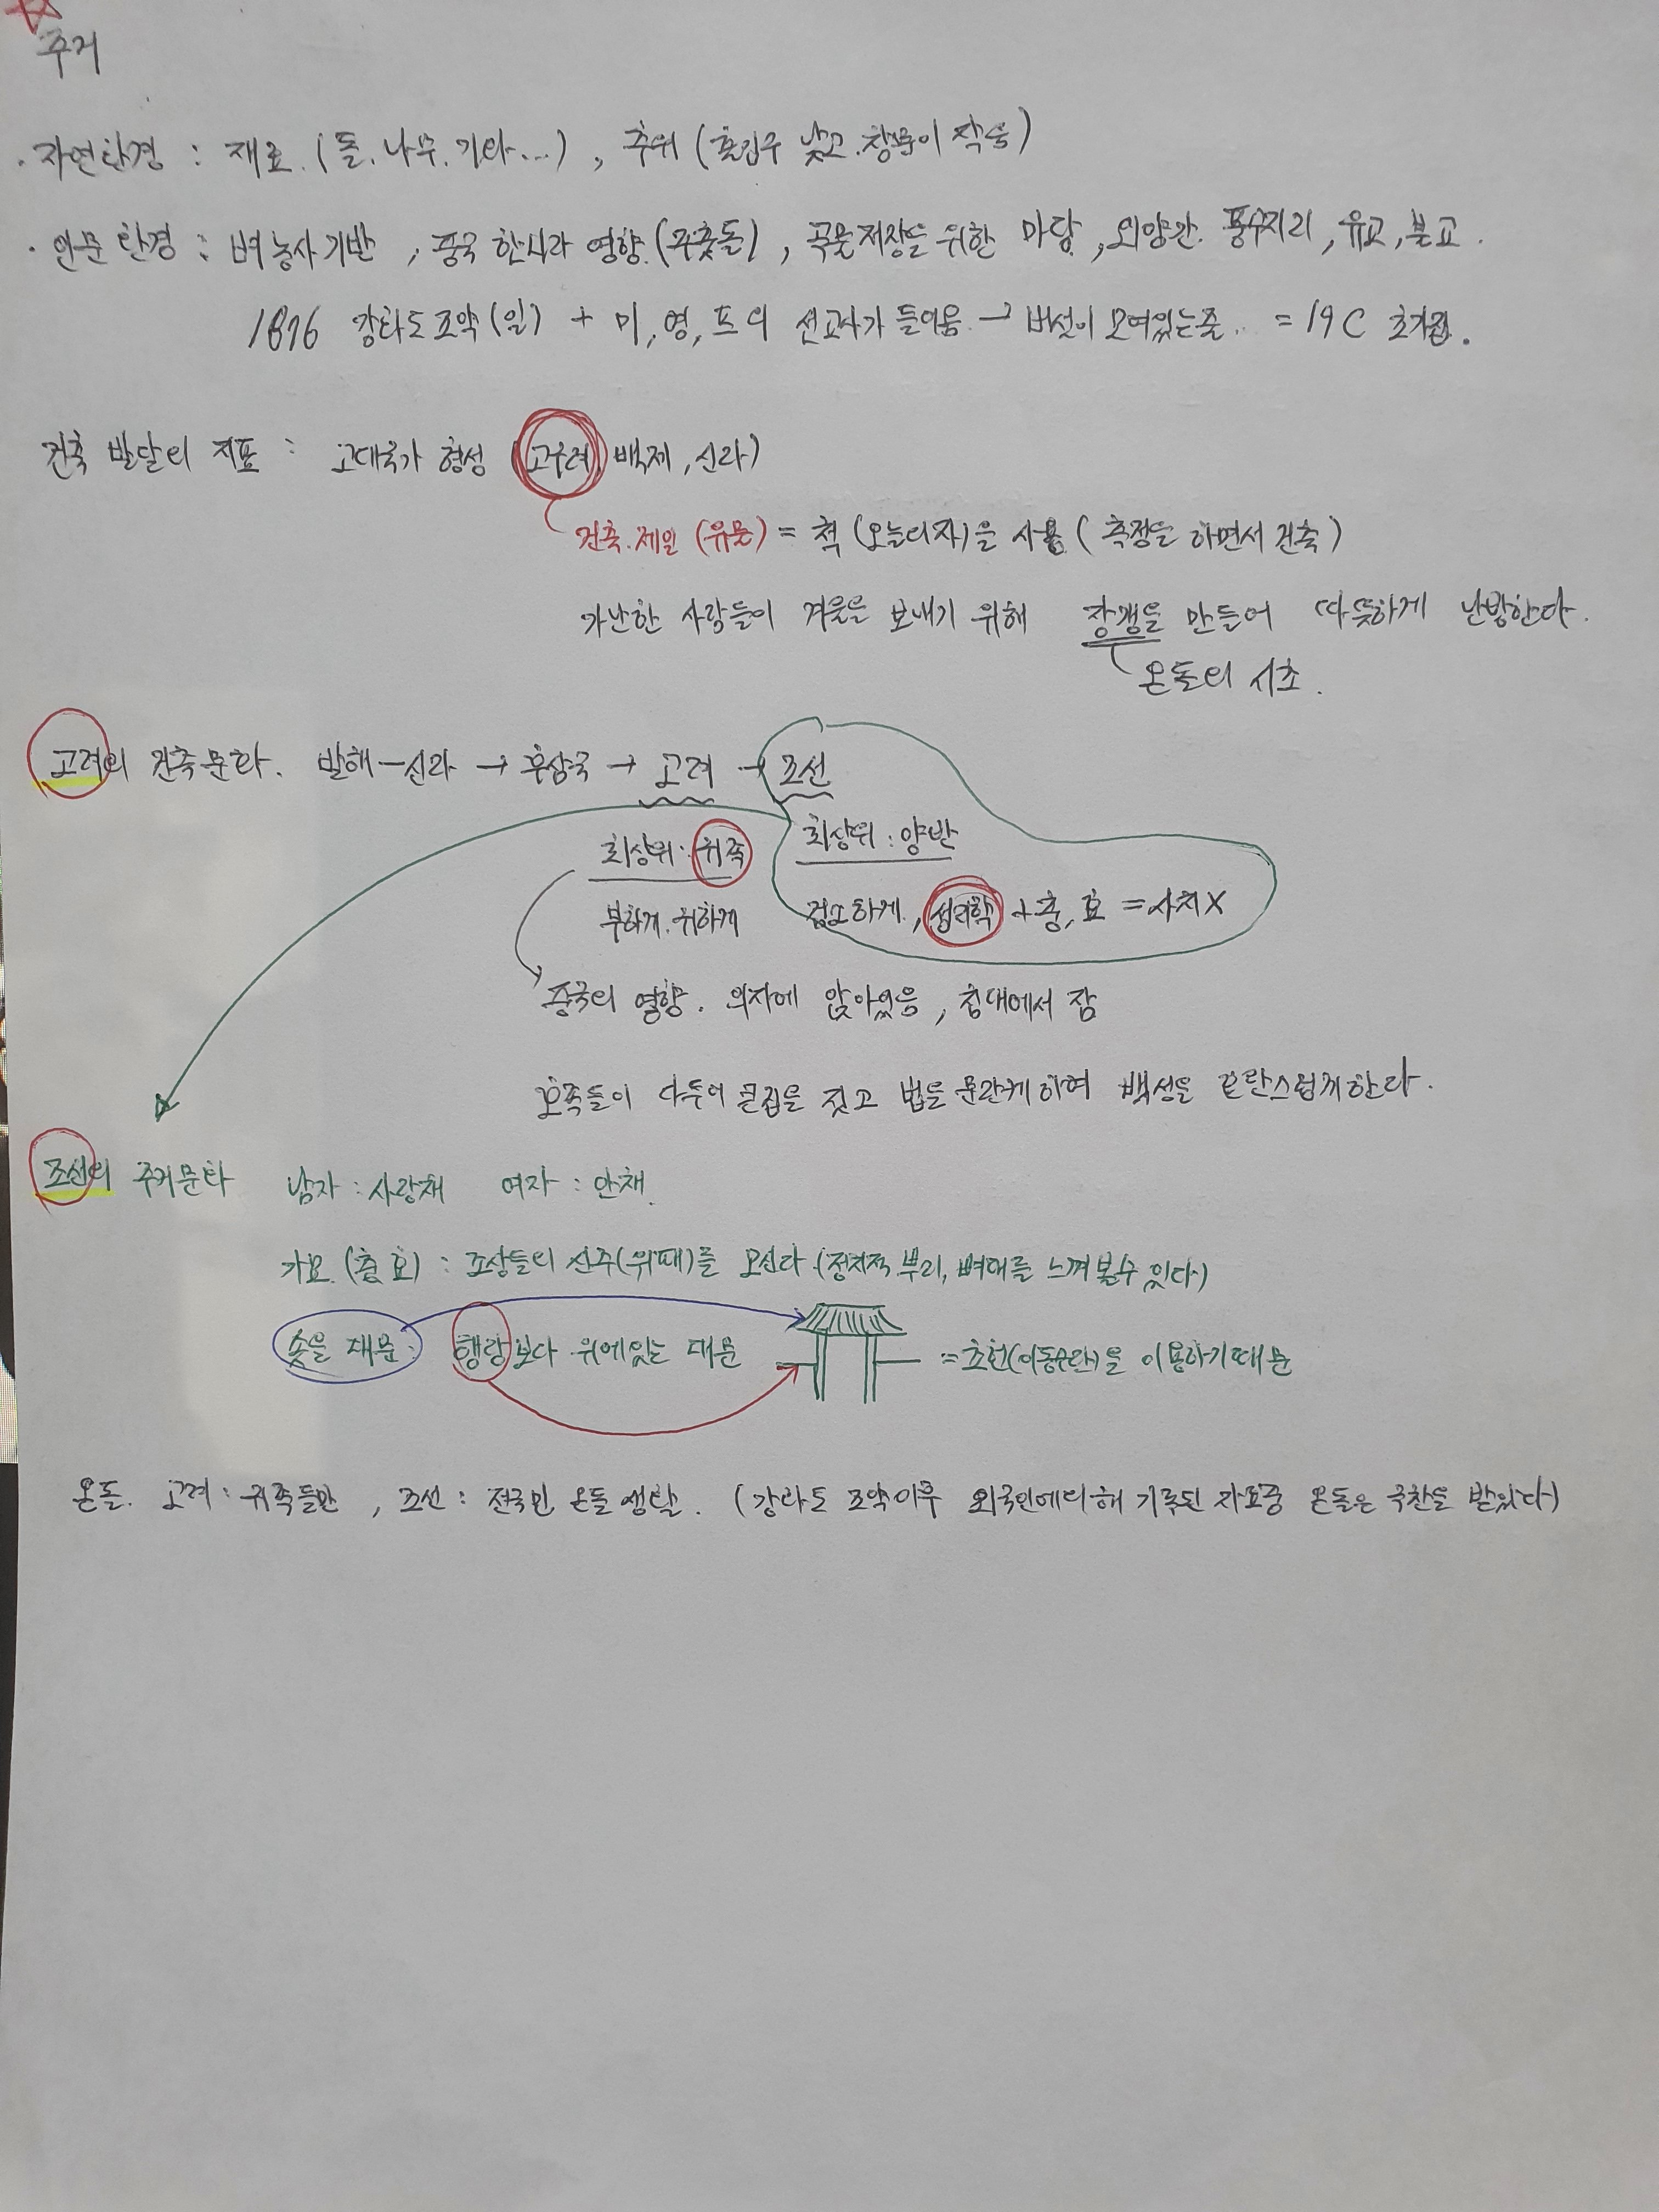 주거
· 자연환경 : 재료. (돌. 나무. 기와...) , 추위 (출입구 낮고. 창문이 작음)
· 인문환경 : 벼농사기반 , 중국 한나라 영향. (주춧돌) , 곡물저장을 위한 마당 , 외양간. 풍수지리 , 유교 , 불교 .
1876 강화도 조약 (일) + 미, 영, 프의 선교사가 들어옴 → 버섯이 모여있는줄... = 19C 초가집.
건축 발달의 지표 : 고대국가 형성 (고구려, 백제 , 신라)
건축. 제일 (유물) = 척 (오늘의자)을 사용 ( 측정을 하면서 건축 )
가난한 사람들이 겨울을 보내기 위해 장갱을 만들어 따뜻하게 난방한다.
온돌의 시초 .
고려의 건축문화. 발해 - 신라 → 후삼국 → 고려 → 조선
최상위 : 귀족 최상위 : 양반
부하게. 귀하게 검소하게 , 성리학 + 충, 효 = 사치 X
중국의 영향 . 의자에 앉아있음 , 침대에서 잠
호족들이 다투어 큰집을 짓고 법을 문란케하여 백성을 곤란스럽게한다 .
조선의 주거문화 남자 : 사랑채 여자 : 안채.
가묘. (충, 효) : 조상들의 신주(위패)를 모신다. (정치적 뿌리, 뼈대를 느껴볼수 있다.)
솟을 대문 : 행랑보다 위에있는 대문 = 초헌(이동수단)을 이용하기때문
온돌. 고려 : 귀족들만 , 조선 : 전국민 온돌 생활. (강화도 조약이후 외국인에의해 기록된 자료중 온돌은 극찬을 받았다.)